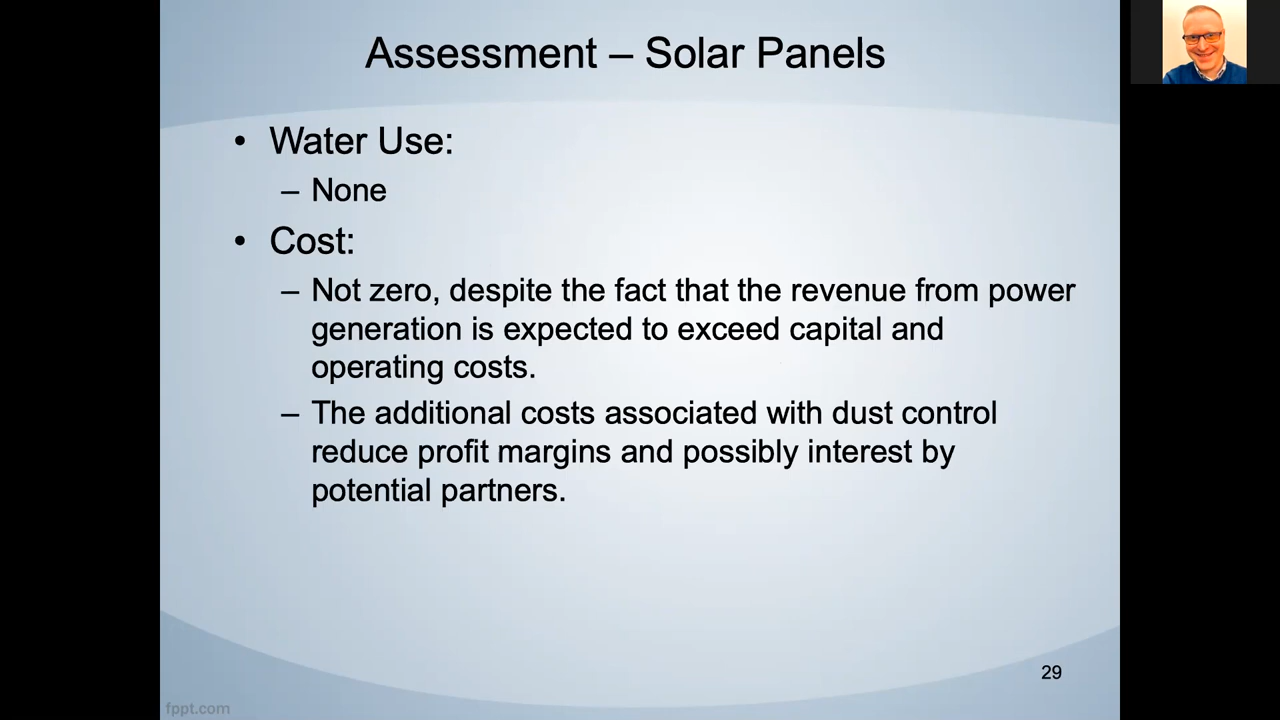 Assessment – Solar Panels
• Water Use:
– None
• Cost:
– Not zero, despite the fact that the revenue from power
generation is expected to exceed capital and
operating costs.
– The additional costs associated with dust control
reduce profit margins and possibly interest by
potential partners.
29
fppt.com